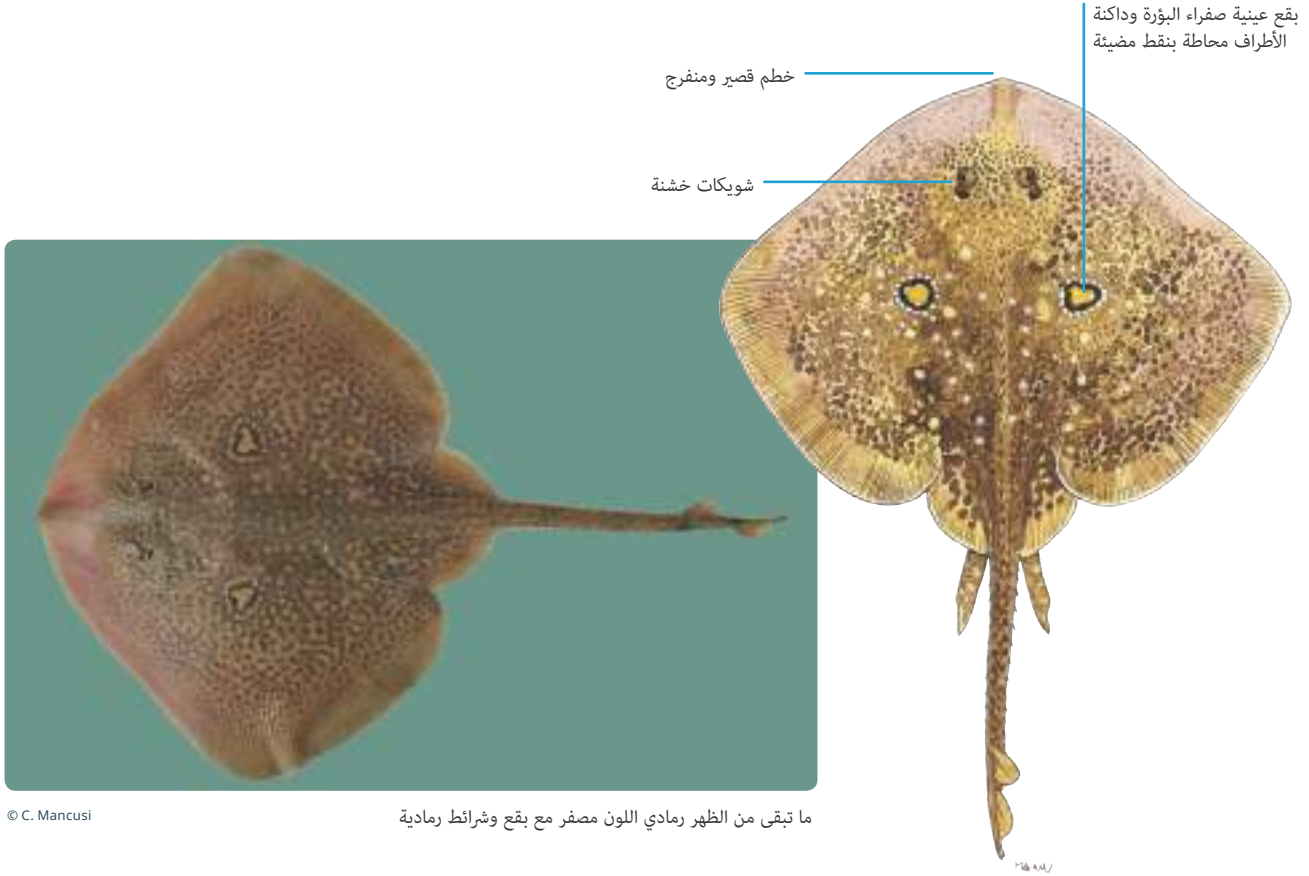 بقع عينية صفراء البؤرة وداكنة
الأطراف محاطة بنقط مضيئة
خطم قصير ومنفرج
شويكات خشنة
ما تبقى من الظهر رمادي اللون مصفر مع بقع وشرائط رمادية
© C. Mancusi